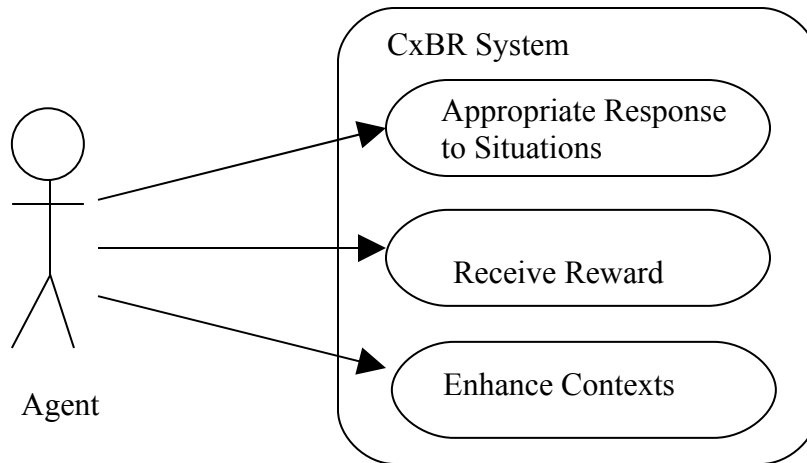 CxBR System
Appropriate Response
to Situations
Receive Reward
Enhance Contexts
Agent